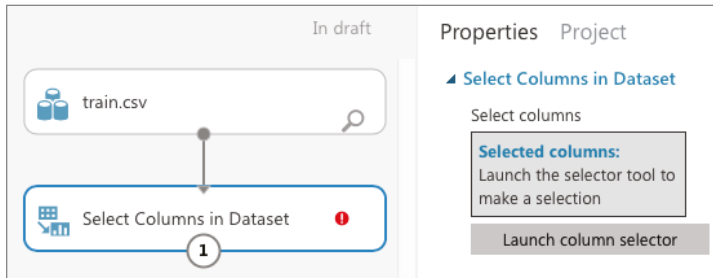 In draft
train.csv
Select Columns in Dataset
1
Properties Project
Select Columns in Dataset
Select columns
Selected columns:
Launch the selector tool to
make a selection
Launch column selector